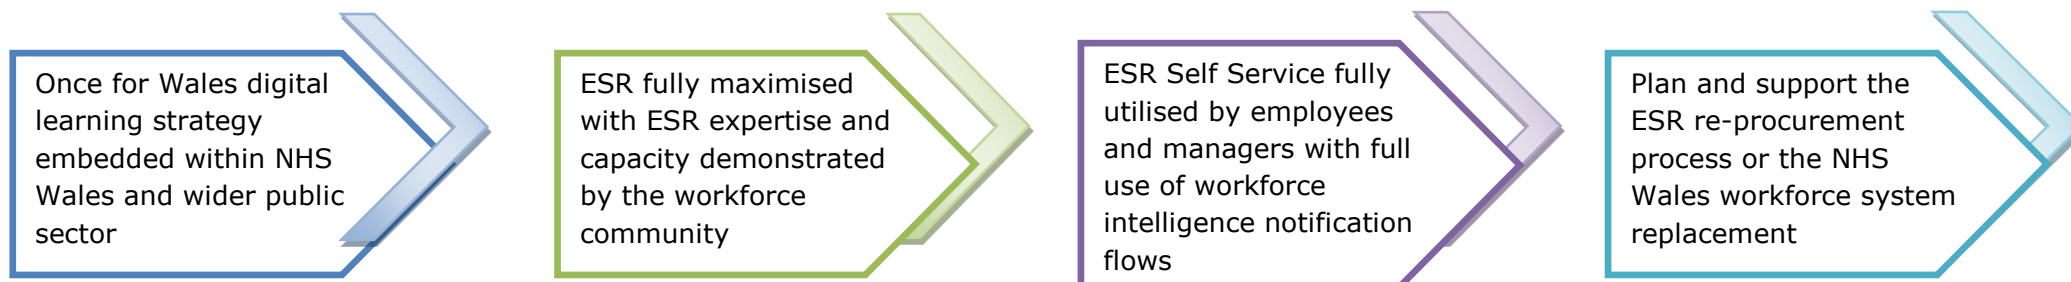 Once for Wales digital
learning strategy
embedded within NHS
Wales and wider public
sector
ESR fully maximised
with ESR expertise and
capacity demonstrated
by the workforce
community
ESR Self Service fully
utilised by employees
and managers with full
use of workforce
intelligence notification
flows
Plan and support the
ESR re-procurement
process or the NHS
Wales workforce system
replacement